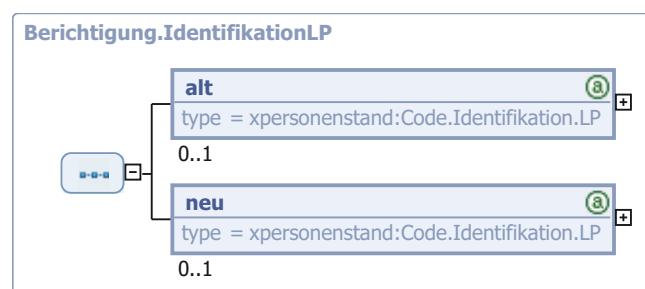 Berichtigung.IdentifikationLP
alt
type = xpersonenstand:Code.Identifikation.LP
0..1
neu
type = xpersonenstand:Code.Identifikation.LP
0..1